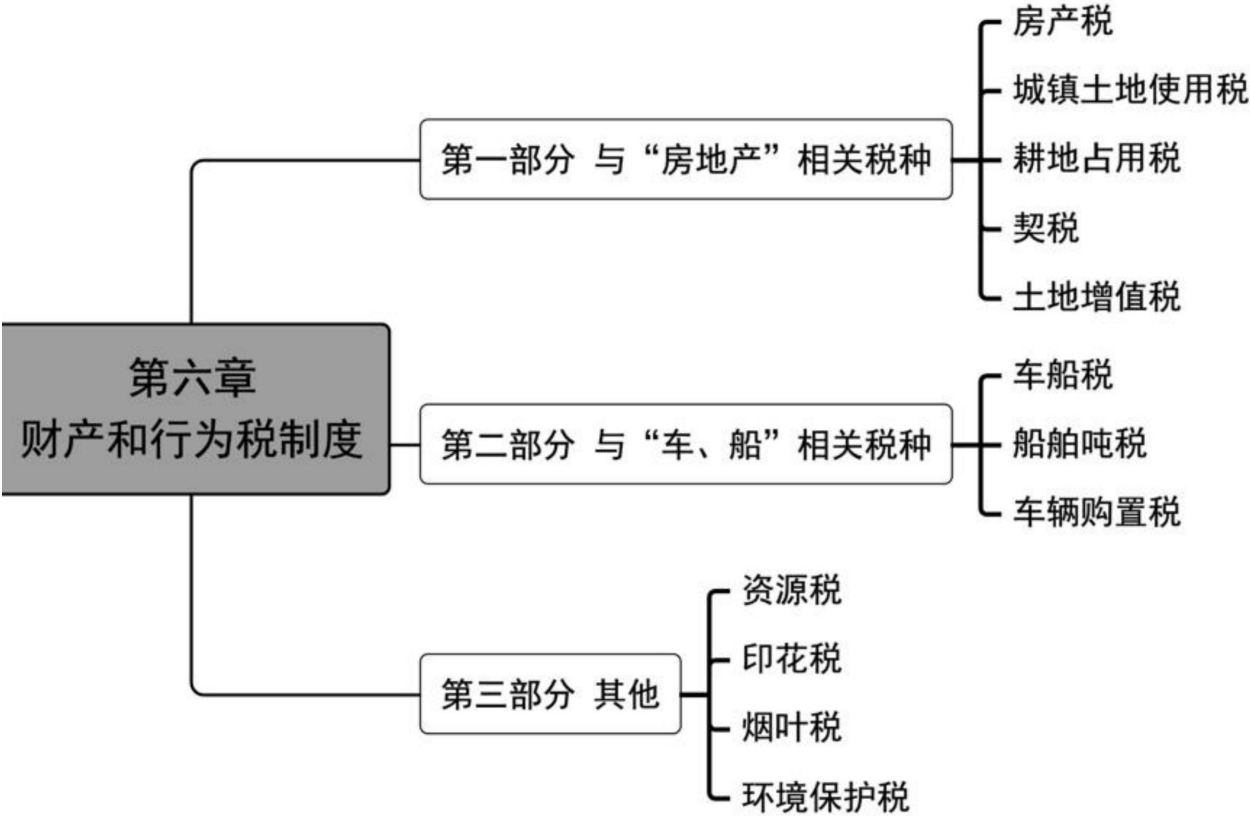 第六章
财产和行为税制度
第一部分 与“房地产”相关税种
房产税
城镇土地使用税
耕地占用税
契税
土地增值税
第二部分 与“车、船”相关税种
车船税
船舶吨税
车辆购置税
第三部分 其他
资源税
印花税
烟叶税
环境保护税